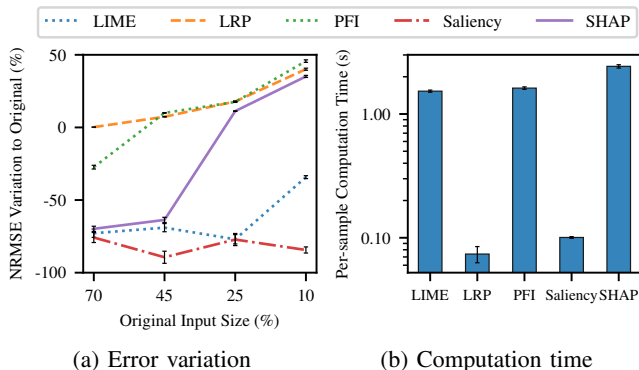 LIME LRP PFI Saliency SHAP
NRMSE Variation to Original (%)
50
0
-50
-100
70 45 25 10
Original Input Size (%)
(a) Error variation
Per-sample Computation Time (s)
1.00
0.10
LIME LRP PFI Saliency SHAP
(b) Computation time